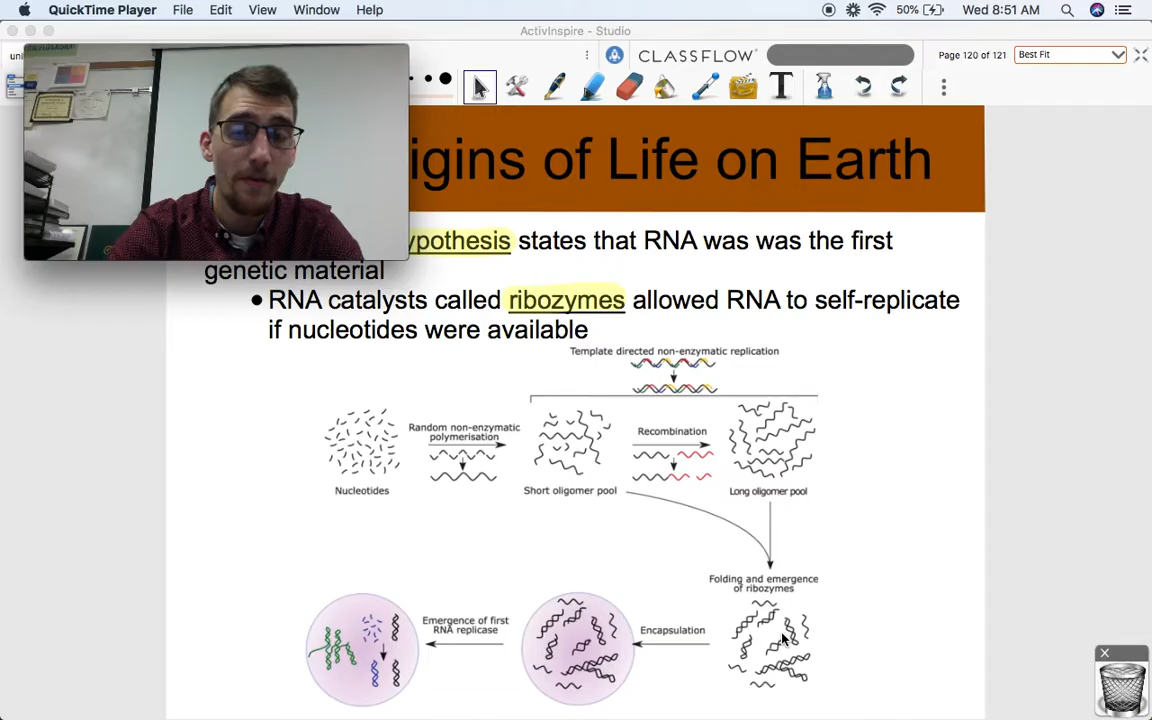 QuickTime Player File Edit View Window Help 50% Wed 8:51 AM
ActivInspire - Studio
CLASSFLOW Page 120 of 121 Best Fit
igins of Life on Earth
ypothesis states that RNA was was the first
genetic material
• RNA catalysts called ribozymes allowed RNA to self-replicate
if nucleotides were available
Template directed non-enzymatic replication
Random non-enzymatic
polymerisation
Recombination
Nucleotides
Short oligomer pool
Long oligomer pool
Folding and emergence
of ribozymes
Emergence of first
RNA replicase
Encapsulation